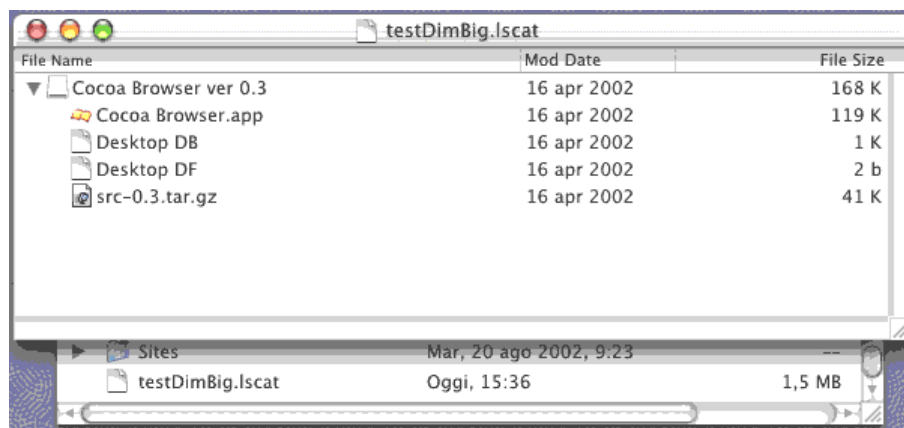 testDimBig.lscat
File Name Mod Date File Size
Cocoa Browser ver 0.3 16 apr 2002 168 K
Cocoa Browser.app 16 apr 2002 119 K
Desktop DB 16 apr 2002 1 K
Desktop DF 16 apr 2002 2 b
src-0.3.tar.gz 16 apr 2002 41 K
Sites Mar, 20 ago 2002, 9:23 --
testDimBig.lscat Oggi, 15:36 1,5 MB